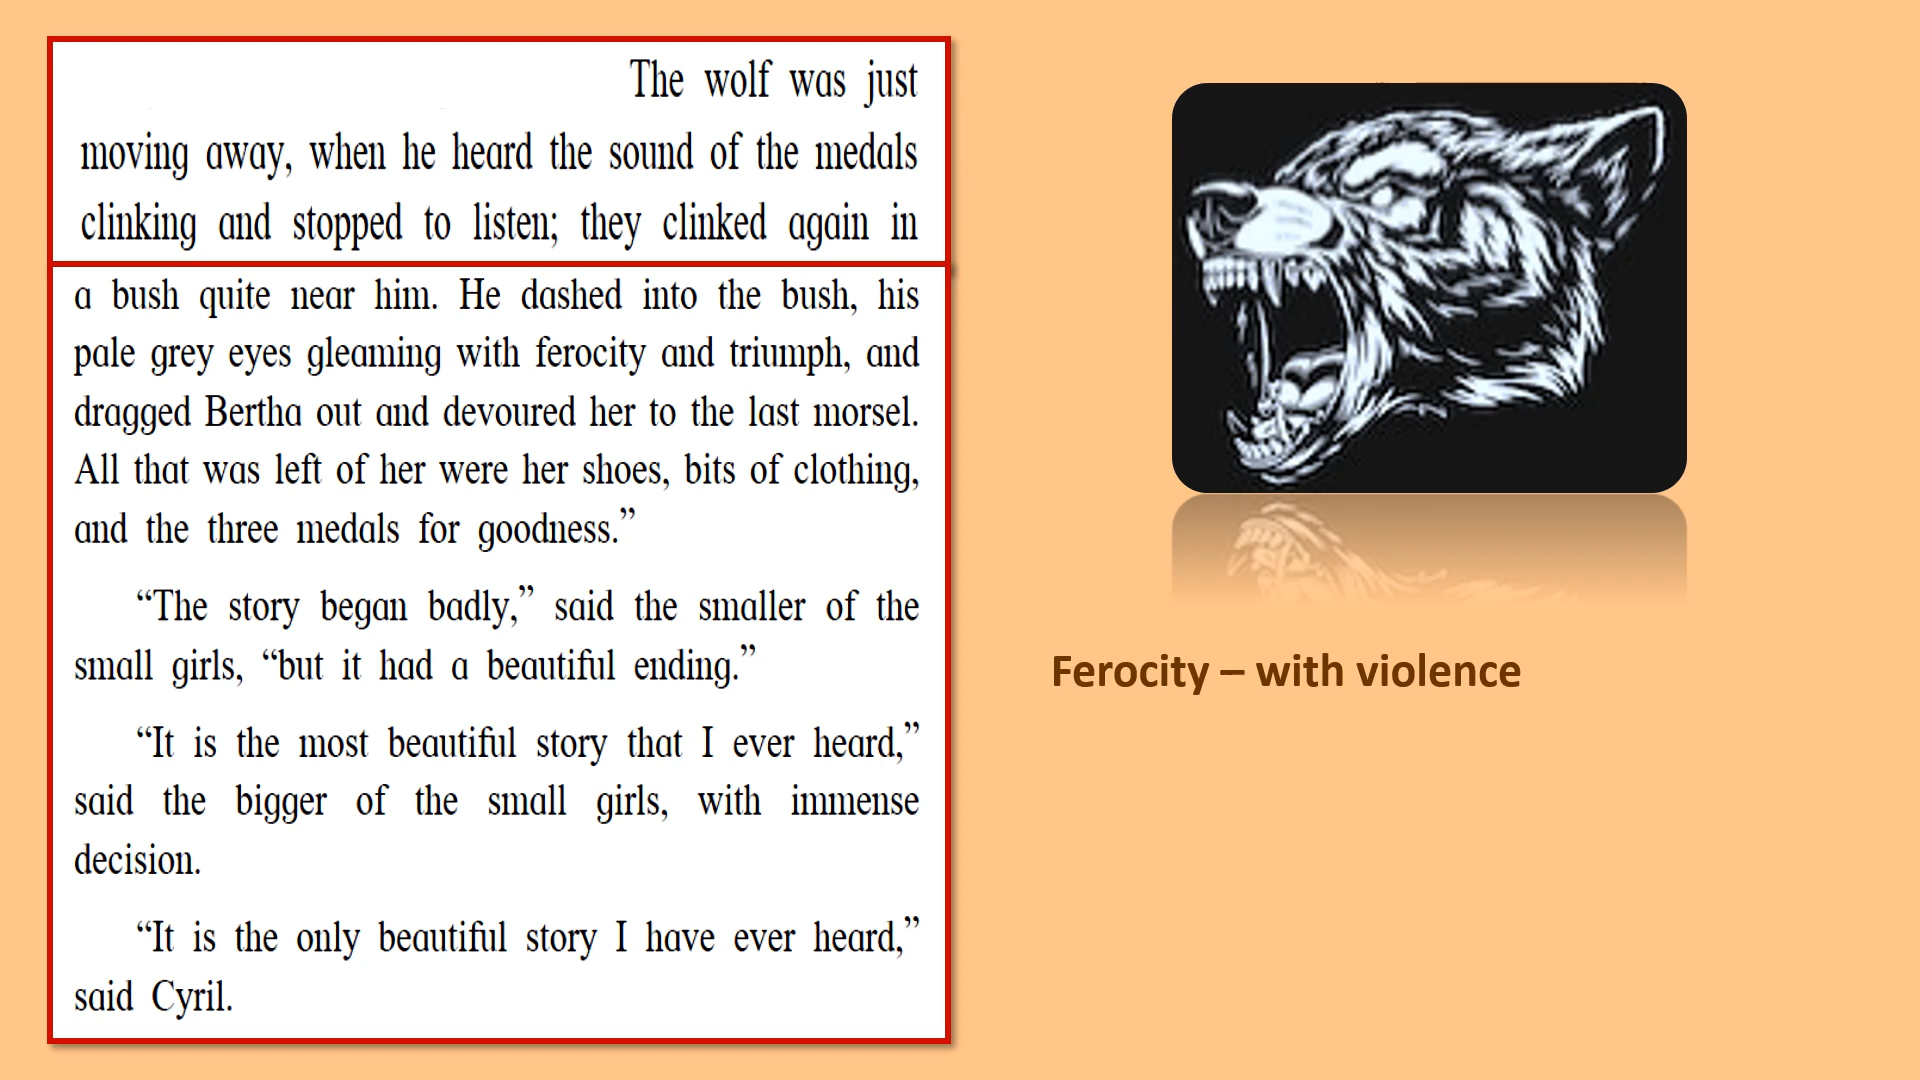 The wolf was just
moving away, when he heard the sound of the medals
clinking and stopped to listen; they clinked again in
a bush quite near him. He dashed into the bush, his
pale grey eyes gleaming with ferocity and triumph, and
dragged Bertha out and devoured her to the last morsel.
All that was left of her were her shoes, bits of clothing,
and the three medals for goodness.”
“The story began badly,” said the smaller of the
small girls, “but it had a beautiful ending.”
“It is the most beautiful story that I ever heard,”
said the bigger of the small girls, with immense
decision.
“It is the only beautiful story I have ever heard,”
said Cyril.
Ferocity – with violence